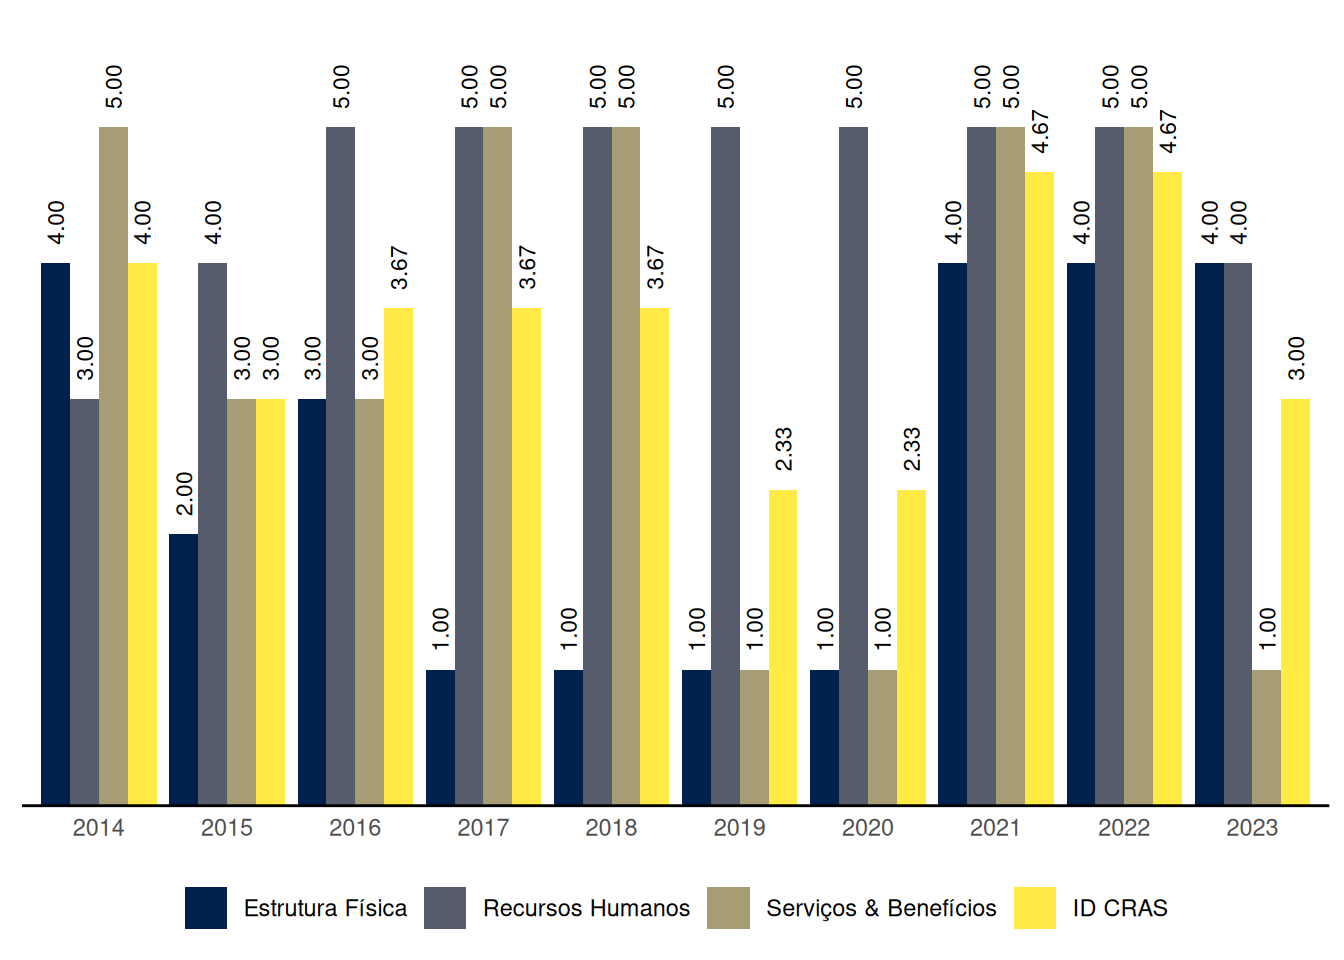 5.00 5.00 5.00 5.00 5.00 5.00 5.00 5.00 5.00 5.00 5.00 5.00
4.67 4.67
4.00 4.00 4.00 4.00 4.00 4.00 4.00
3.67 3.67 3.67
3.00 3.00 3.00 3.00 3.00 3.00
2.33 2.33
2.00
1.00 1.00 1.00 1.00 1.00 1.00 1.00
2014 2015 2016 2017 2018 2019 2020 2021 2022 2023
Estrutura Física Recursos Humanos Serviços & Benefícios ID CRAS